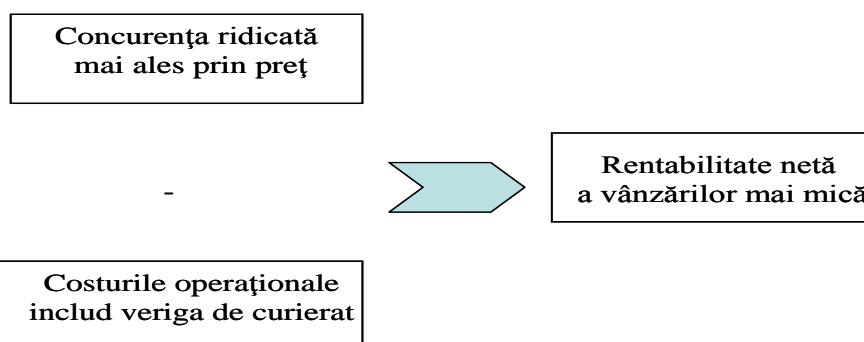 Concurenţa ridicată
mai ales prin preţ
-
Rentabilitate netă
a vânzărilor mai mică
Costurile operaţionale
includ veriga de curierat